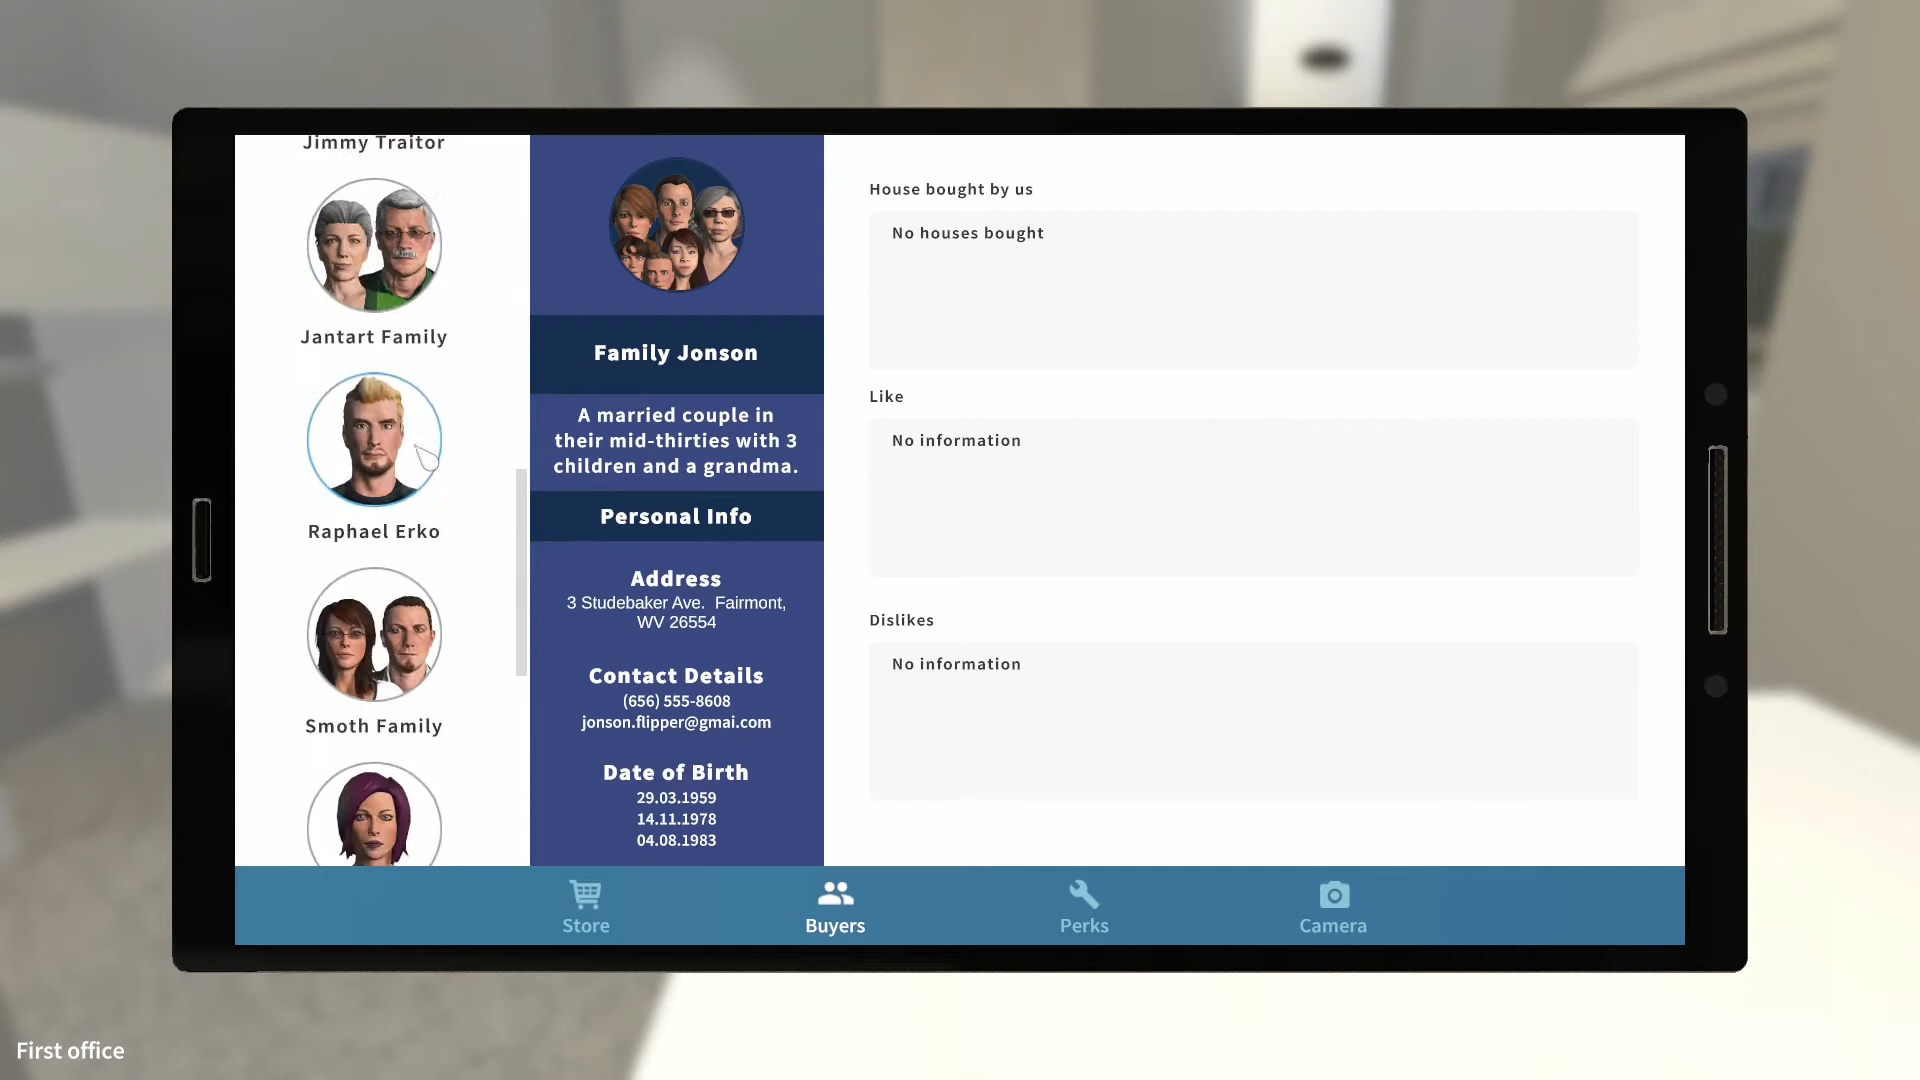 Jimmy Traitor
Jantart Family
Raphael Erko
Smoth Family
Family Jonson
A married couple in
their mid-thirties with 3
children and a grandma.
Personal Info
Address
3 Studebaker Ave.  Fairmont,
WV 26554
Contact Details
(656) 555-8608
jonson.flipper@gmai.com
Date of Birth
29.03.1959
14.11.1978
04.08.1983
House bought by us
No houses bought
Like
No information
Dislikes
No information
Store
Buyers
Perks
Camera
First office